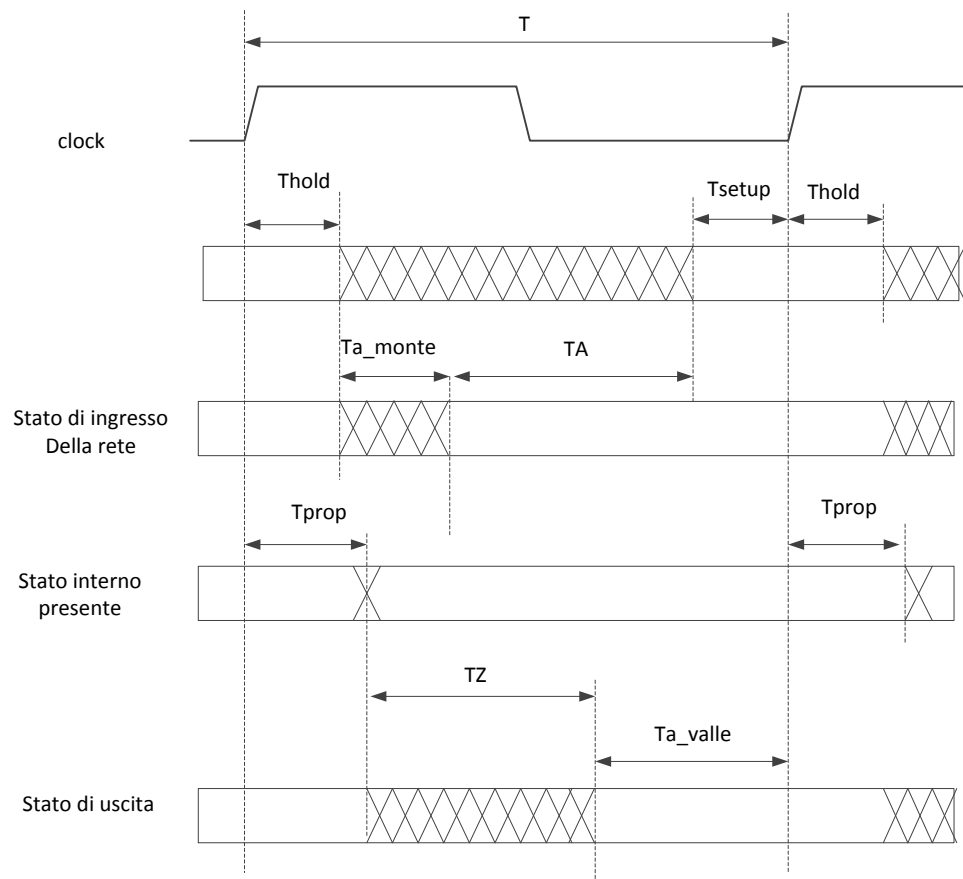 T
clock
Thold
Tsetup
Thold
Ta_monte
TA
Stato di ingresso
Della rete
Tprop
Tprop
Stato interno
presente
TZ
Ta_valle
Stato di uscita